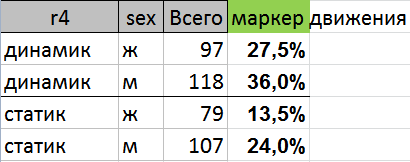 r4 sex Всего маркер движения
динамик ж 97 27,5%
динамик м 118 36,0%
статик ж 79 13,5%
статик м 107 24,0%